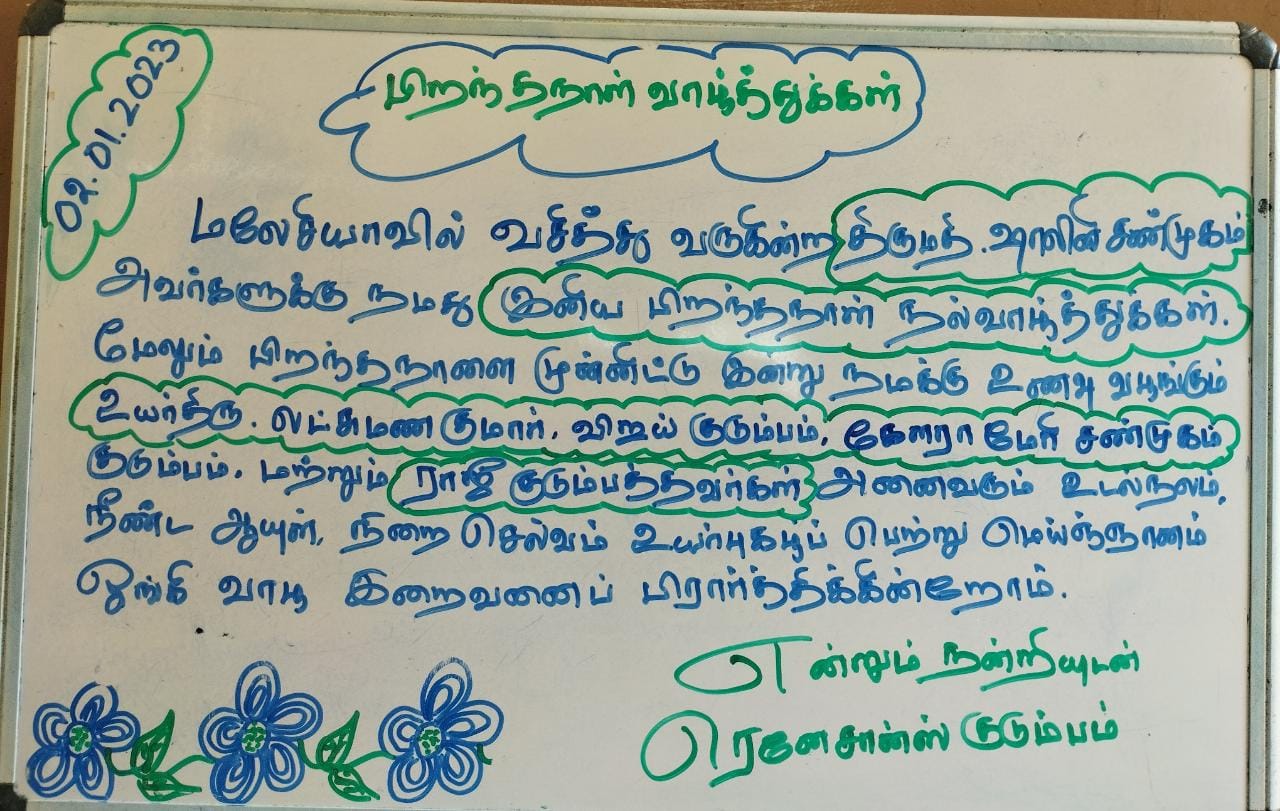 02.01.2023
பிறந்தநாள் வாழ்த்துக்கள்
மலேசியாவில் வசித்து வருகின்ற திருமதி. ஷாலினி சண்முகம்
அவர்களுக்கு நமது இனிய பிறந்தநாள் நல்வாழ்த்துக்கள்.
மேலும் பிறந்தநாளை முன்னிட்டு இன்று நமக்கு உணவு வழங்கும்
உயர்திரு. லட்சுமணகுமார், விஜய் குடும்பம், கேளரா மேரி சண்முகம்
குடும்பம், மற்றும் ராஜீ குடும்பத்தவர்கள் அனைவரும் உடல்நலம்,
நீண்ட ஆயுள், நிறை செல்வம் உயர்புகழ்ப் பெற்று மெய்ஞ்ஞானம்
ஓங்கி வாழ இறைவனைப் பிரார்த்திக்கின்றோம்.
என்றும் நன்றியுடன்
ரெனேசான்ஸ் குடும்பம்